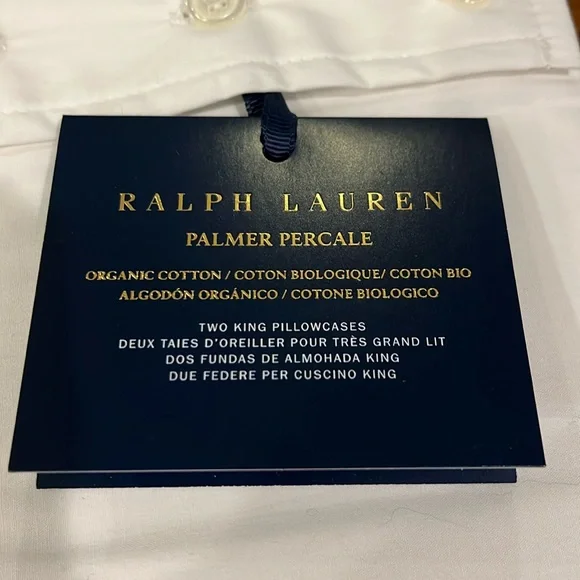 RALPH LAUREN
PALMER PERCALE
ORGANIC COTTON / COTON BIOLOGIQUE/ COTON BIO
ALGODÓN ORGÁNICO / COTONE BIOLOGICO
TWO KING PILLOWCASES
DEUX TAIES D'OREILLER POUR TRÈS GRAND LIT
DOS FUNDAS DE ALMOHADA KING
DUE FEDERE PER CUSCINO KING